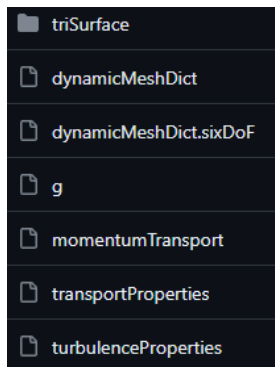 triSurface
dynamicMeshDict
dynamicMeshDict.sixDoF
g
momentumTransport
transportProperties
turbulenceProperties